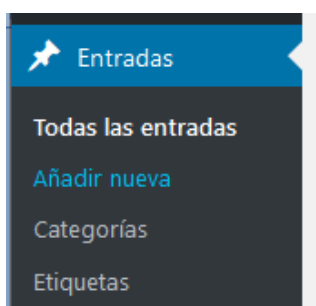 Entradas
Todas las entradas
Añadir nueva
Categorías
Etiquetas